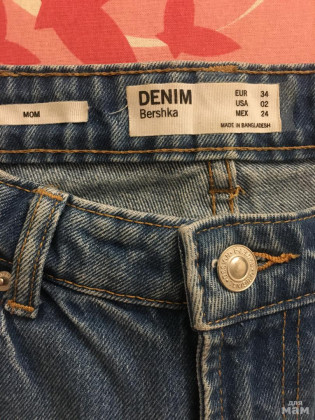 MOM
DENIM
Bershka
EUR 34
USA 02
MEX 24
MADE IN BANGLADESH
для
мам